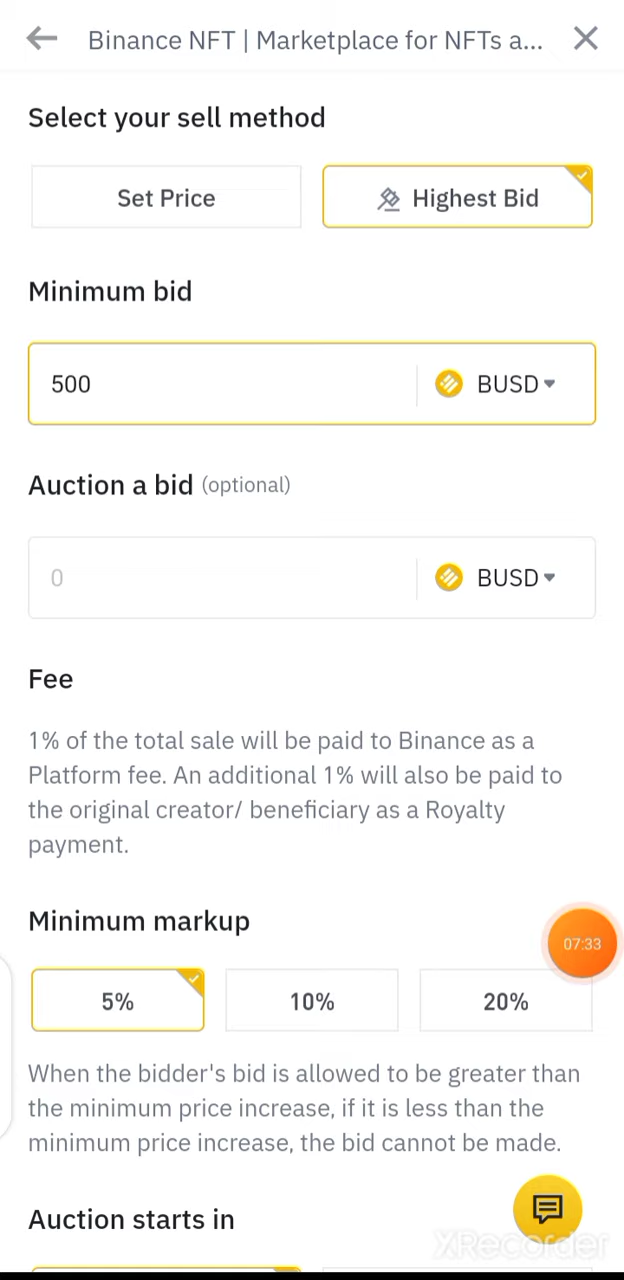 Binance NFT | Marketplace for NFTs a...
Select your sell method
Set Price
Highest Bid
Minimum bid
500
BUSD
Auction a bid (optional)
0
BUSD
Fee
1% of the total sale will be paid to Binance as a
Platform fee. An additional 1% will also be paid to
the original creator/ beneficiary as a Royalty
payment.
Minimum markup
07:33
5%
10%
20%
When the bidder's bid is allowed to be greater than
the minimum price increase, if it is less than the
minimum price increase, the bid cannot be made.
Auction starts in
XRecorder